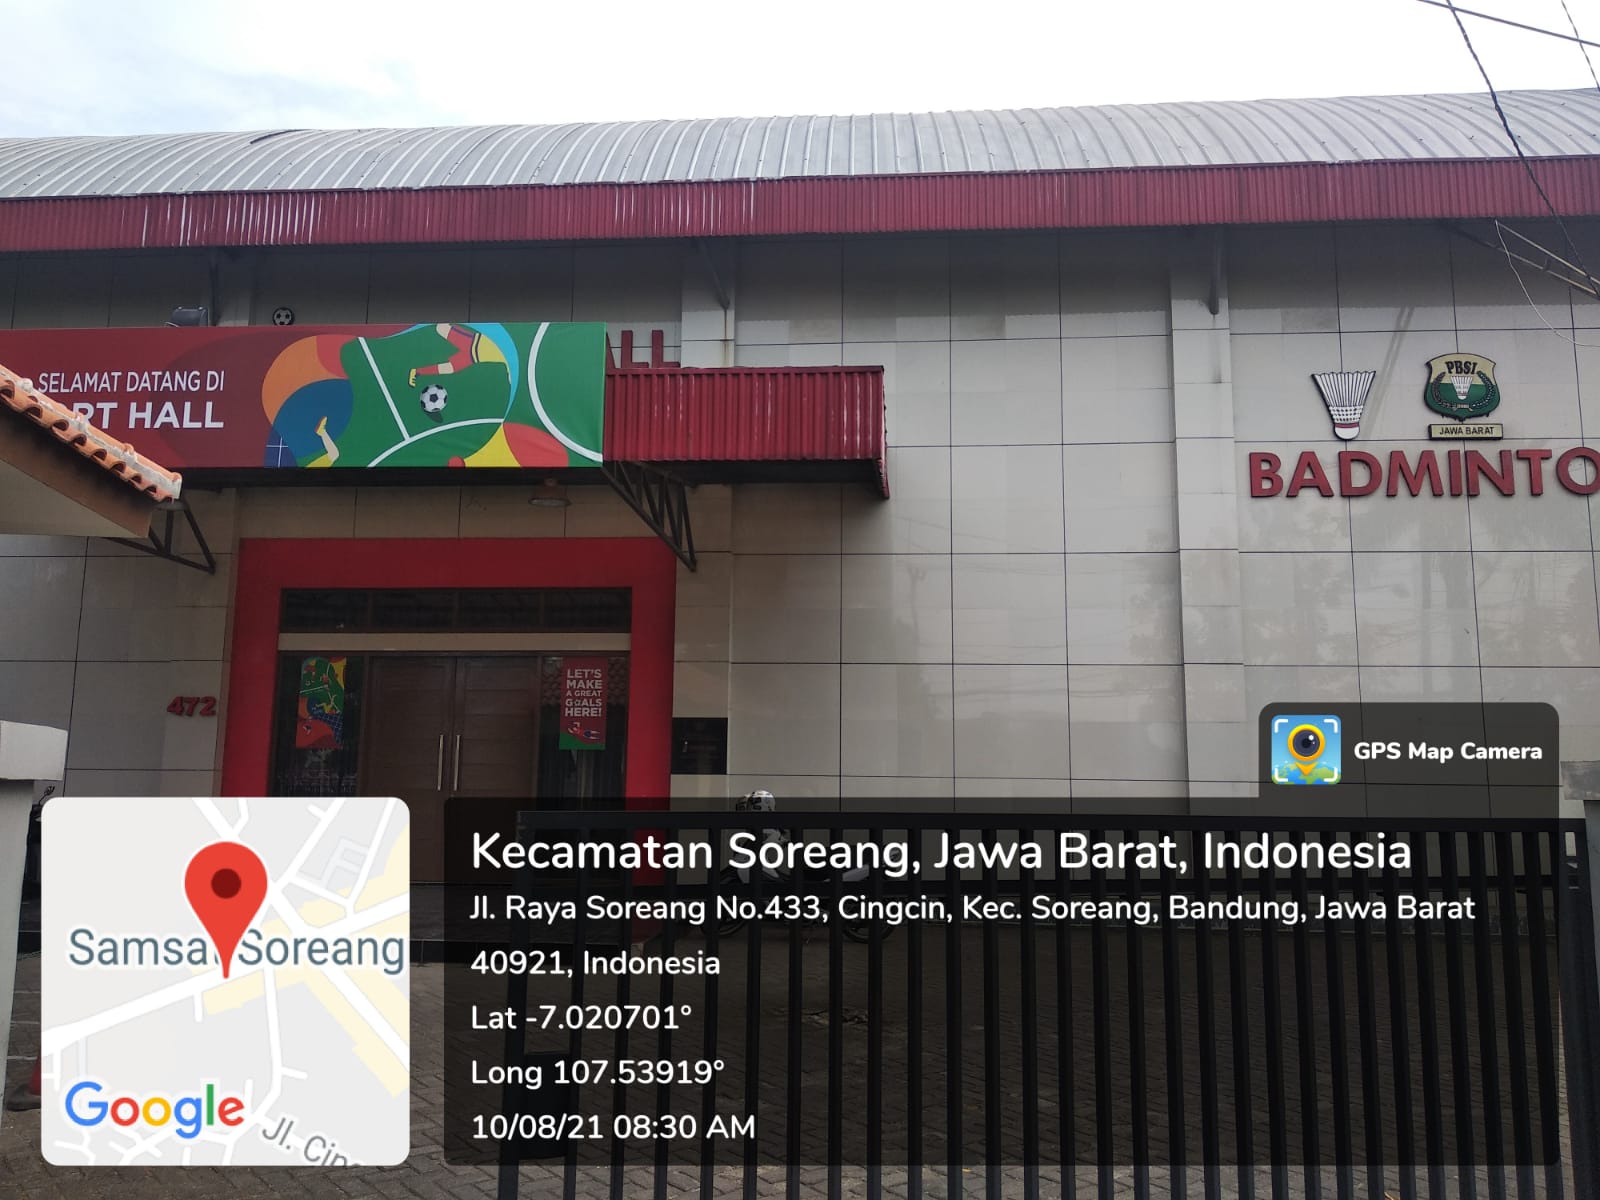 SELAMAT DATANG DI
HALL
ALL
PBSI
JAWA BARAT
BADMINTO
472
LET'S
MAKE
A GREAT
GOALS
HERE!
GPS Map Camera
Kecamatan Soreang, Jawa Barat, Indonesia
Jl. Raya Soreang No.433, Cingcin, Kec. Soreang, Bandung, Jawa Barat
40921, Indonesia
Lat -7.020701°
Long 107.53919°
10/08/21 08:30 AM
Samsat Soreang
Google
Jl. Cin